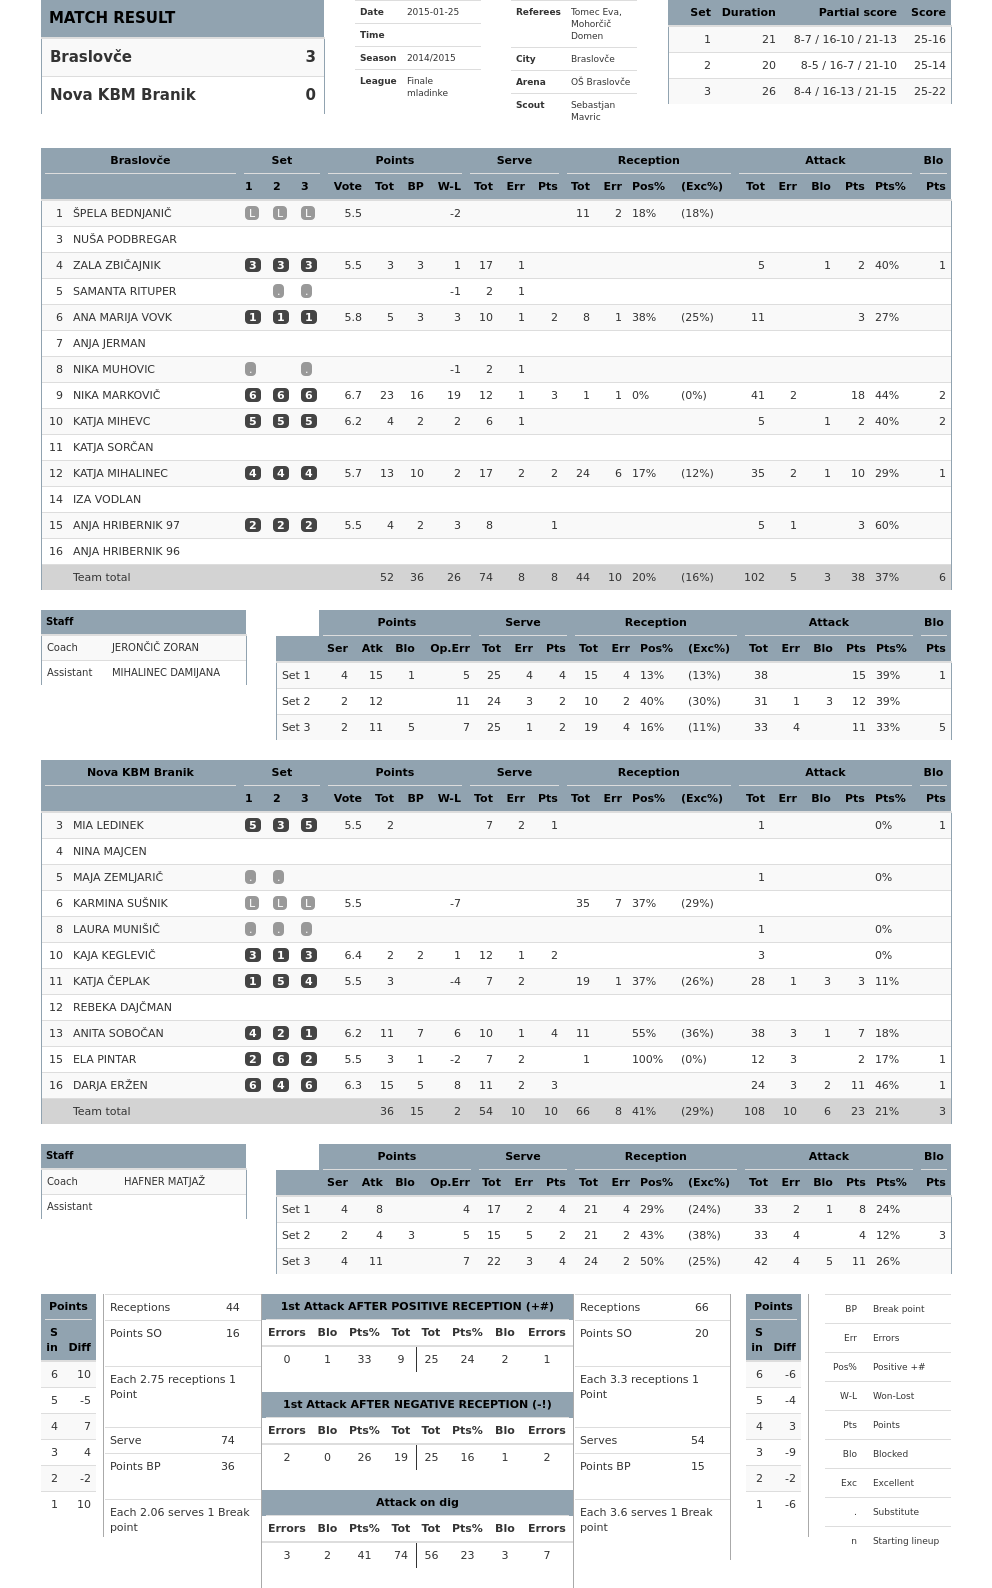 MATCH RESULT
Braslovče 3
Nova KBM Branik 0
Date 2015-01-25
Time
Season 2014/2015
League Finale
mladinke
Referees Tomec Eva,
Mohorčič
Domen
City Braslovče
Arena OŠ Braslovče
Scout Sebastjan
Mavric
Set Duration Partial score Score
1 21 8-7 / 16-10 / 21-13 25-16
2 20 8-5 / 16-7 / 21-10 25-14
3 26 8-4 / 16-13 / 21-15 25-22
Braslovče Set Points Serve Reception Attack Blo
1 2 3 Vote Tot BP W-L Tot Err Pts Tot Err Pos% (Exc%) Tot Err Blo Pts Pts% Pts
1 ŠPELA BEDNJANIČ L L L 5.5 -2 11 2 18% (18%)
3 NUŠA PODBREGAR
4 ZALA ZBIČAJNIK 3 3 3 5.5 3 3 1 17 1 5 1 2 40% 1
5 SAMANTA RITUPER . . -1 2 1
6 ANA MARIJA VOVK 1 1 1 5.8 5 3 3 10 1 2 8 1 38% (25%) 11 3 27%
7 ANJA JERMAN
8 NIKA MUHOVIC . . -1 2 1
9 NIKA MARKOVIČ 6 6 6 6.7 23 16 19 12 1 3 1 1 0% (0%) 41 2 18 44% 2
10 KATJA MIHEVC 5 5 5 6.2 4 2 2 6 1 5 1 2 40% 2
11 KATJA SORČAN
12 KATJA MIHALINEC 4 4 4 5.7 13 10 2 17 2 2 24 6 17% (12%) 35 2 1 10 29% 1
14 IZA VODLAN
15 ANJA HRIBERNIK 97 2 2 2 5.5 4 2 3 8 1 5 1 3 60%
16 ANJA HRIBERNIK 96
Team total 52 36 26 74 8 8 44 10 20% (16%) 102 5 3 38 37% 6
Staff
Coach JERONČIČ ZORAN
Assistant MIHALINEC DAMIJANA
Points Serve Reception Attack Blo
Ser Atk Blo Op.Err Tot Err Pts Tot Err Pos% (Exc%) Tot Err Blo Pts Pts% Pts
Set 1 4 15 1 5 25 4 4 15 4 13% (13%) 38 15 39% 1
Set 2 2 12 11 24 3 2 10 2 40% (30%) 31 1 3 12 39%
Set 3 2 11 5 7 25 1 2 19 4 16% (11%) 33 4 11 33% 5
Nova KBM Branik Set Points Serve Reception Attack Blo
1 2 3 Vote Tot BP W-L Tot Err Pts Tot Err Pos% (Exc%) Tot Err Blo Pts Pts% Pts
3 MIA LEDINEK 5 3 5 5.5 2 7 2 1 1 0% 1
4 NINA MAJCEN
5 MAJA ZEMLJARIČ . . 1 0%
6 KARMINA SUŠNIK L L L 5.5 -7 35 7 37% (29%)
8 LAURA MUNIŠIČ . . . 1 0%
10 KAJA KEGLEVIČ 3 1 3 6.4 2 2 1 12 1 2 3 0%
11 KATJA ČEPLAK 1 5 4 5.5 3 -4 7 2 19 1 37% (26%) 28 1 3 3 11%
12 REBEKA DAJČMAN
13 ANITA SOBOČAN 4 2 1 6.2 11 7 6 10 1 4 11 55% (36%) 38 3 1 7 18%
15 ELA PINTAR 2 6 2 5.5 3 1 -2 7 2 1 100% (0%) 12 3 2 17% 1
16 DARJA ERŽEN 6 4 6 6.3 15 5 8 11 2 3 24 3 2 11 46% 1
Team total 36 15 2 54 10 10 66 8 41% (29%) 108 10 6 23 21% 3
Staff
Coach HAFNER MATJAŽ
Assistant
Points Serve Reception Attack Blo
Ser Atk Blo Op.Err Tot Err Pts Tot Err Pos% (Exc%) Tot Err Blo Pts Pts% Pts
Set 1 4 8 4 17 2 4 21 4 29% (24%) 33 2 1 8 24%
Set 2 2 4 3 5 15 5 2 21 2 43% (38%) 33 4 4 12% 3
Set 3 4 11 7 22 3 4 24 2 50% (25%) 42 4 5 11 26%
Points
S
in Diff
6 10
5 -5
4 7
3 4
2 -2
1 10
Receptions 44
Points SO 16
Each 2.75 receptions 1
Point
Serve 74
Points BP 36
Each 2.06 serves 1 Break
point
1st Attack AFTER POSITIVE RECEPTION (+#)
Errors Blo Pts% Tot Tot Pts% Blo Errors
0 1 33 9 25 24 2 1
1st Attack AFTER NEGATIVE RECEPTION (-!)
Errors Blo Pts% Tot Tot Pts% Blo Errors
2 0 26 19 25 16 1 2
Attack on dig
Errors Blo Pts% Tot Tot Pts% Blo Errors
3 2 41 74 56 23 3 7
Receptions 66
Points SO 20
Each 3.3 receptions 1
Point
Serves 54
Points BP 15
Each 3.6 serves 1 Break
point
Points
S
in Diff
6 -6
5 -4
4 3
3 -9
2 -2
1 -6
BP Break point
Err Errors
Pos% Positive +#
W-L Won-Lost
Pts Points
Blo Blocked
Exc Excellent
. Substitute
n Starting lineup